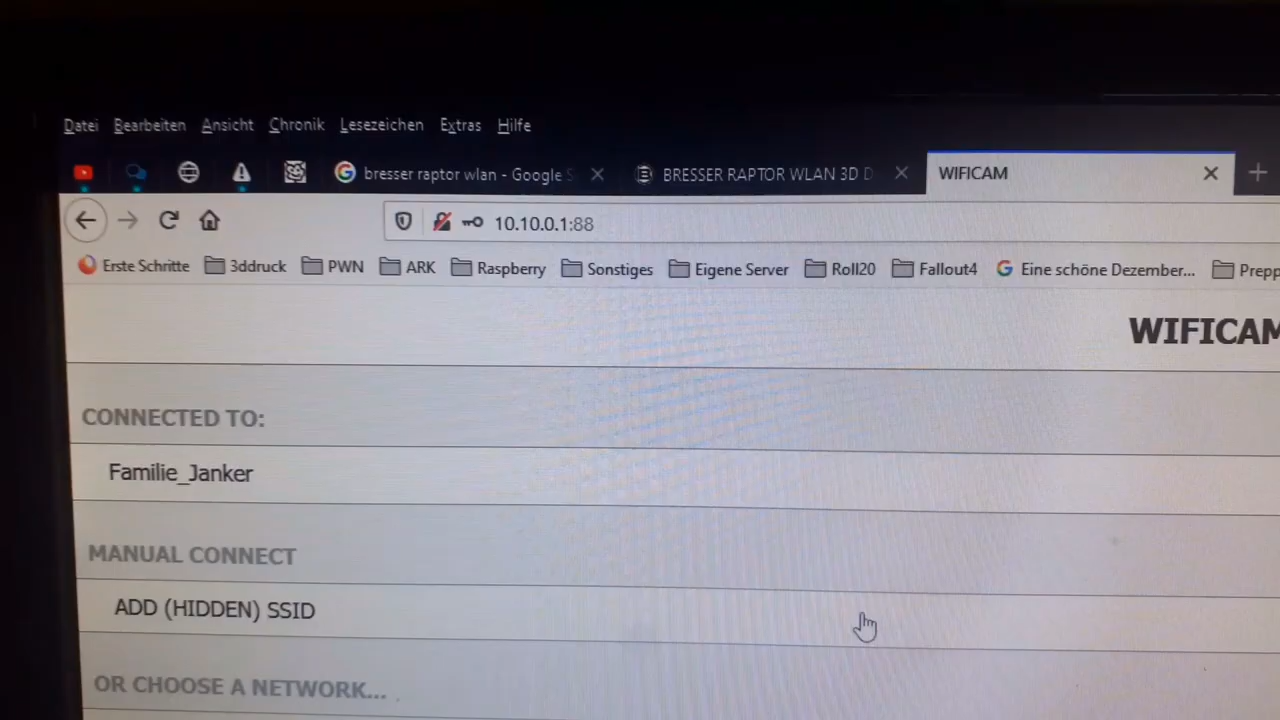 Datei Bearbeiten Ansicht Chronik Lesezeichen Extras Hilfe
bresser raptor wlan - Google S BRESSER RAPTOR WLAN 3D D WIFICAM
10.10.0.1:88
Erste Schritte 3ddruck PWN ARK Raspberry Sonstiges Eigene Server Roll20 Fallout4 Eine schöne Dezember... Prepp
WIFICAM
CONNECTED TO:
Familie_Janker
MANUAL CONNECT
ADD (HIDDEN) SSID
OR CHOOSE A NETWORK...